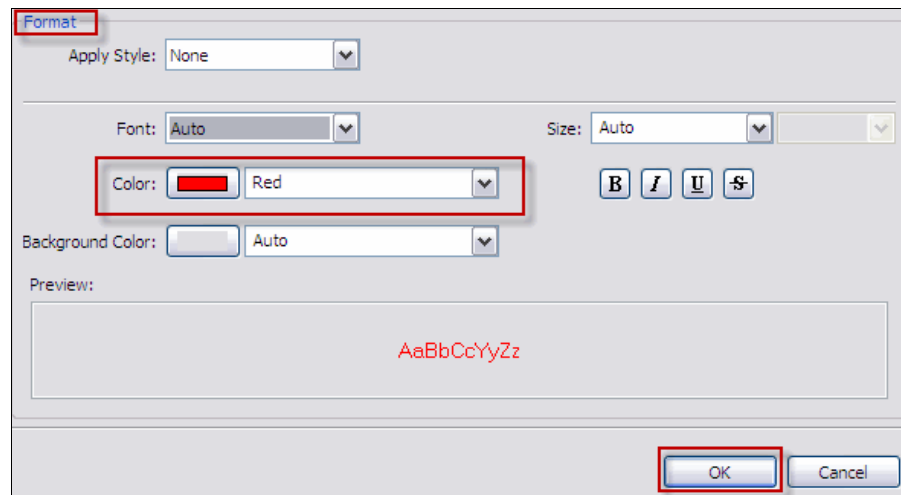 Format
Apply Style: None
Font: Auto Size: Auto
Color: Red B I U S
Background Color: Auto
Preview:
AaBbCcYyZz
OK Cancel